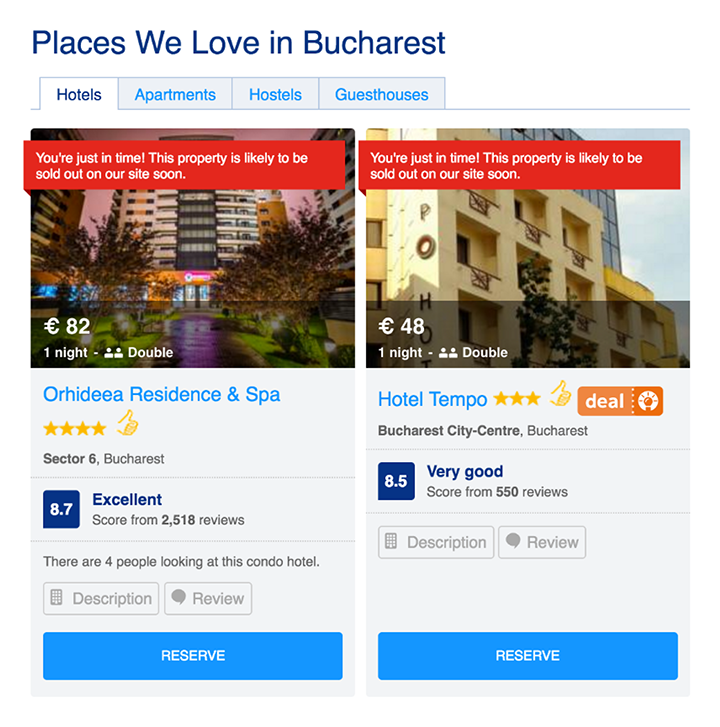 Places We Love in Bucharest
Hotels
Apartments
Hostels
Guesthouses
You're just in time! This property is likely to be
sold out on our site soon.
€ 82
1 night - Double
Orhideea Residence & Spa
Sector 6, Bucharest
8.7
Excellent
Score from 2,518 reviews
There are 4 people looking at this condo hotel.
Description
Review
RESERVE
You're just in time! This property is likely to be
sold out on our site soon.
P
O
H
O
T
€ 48
1 night - Double
Hotel Tempo
deal
Bucharest City-Centre, Bucharest
8.5
Very good
Score from 550 reviews
Description
Review
RESERVE